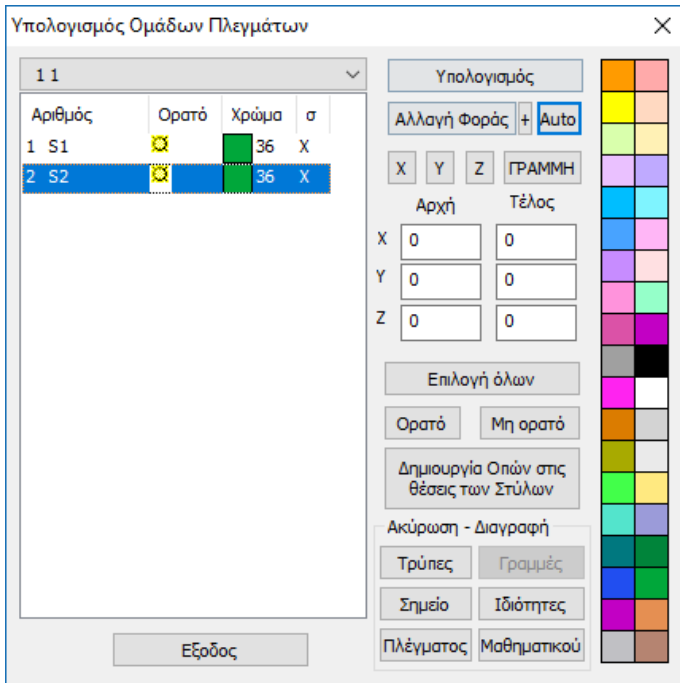 Υπολογισμός Ομάδων Πλεγμάτων
1 1
Αριθμός Ορατό Χρώμα σ
1 S1 36 X
2 S2 36 X
Εξοδος
Υπολογισμός
Αλλαγή Φοράς + Auto
X Y Z ΓΡΑΜΜΗ
Αρχή Τέλος
X 0 0
Y 0 0
Z 0 0
Επιλογή όλων
Ορατό Μη ορατό
Δημιουργία Οπών στις
θέσεις των Στύλων
Ακύρωση - Διαγραφή
Τρύπες Γραμμές
Σημείο Ιδιότητες
Πλέγματος Μαθηματικού